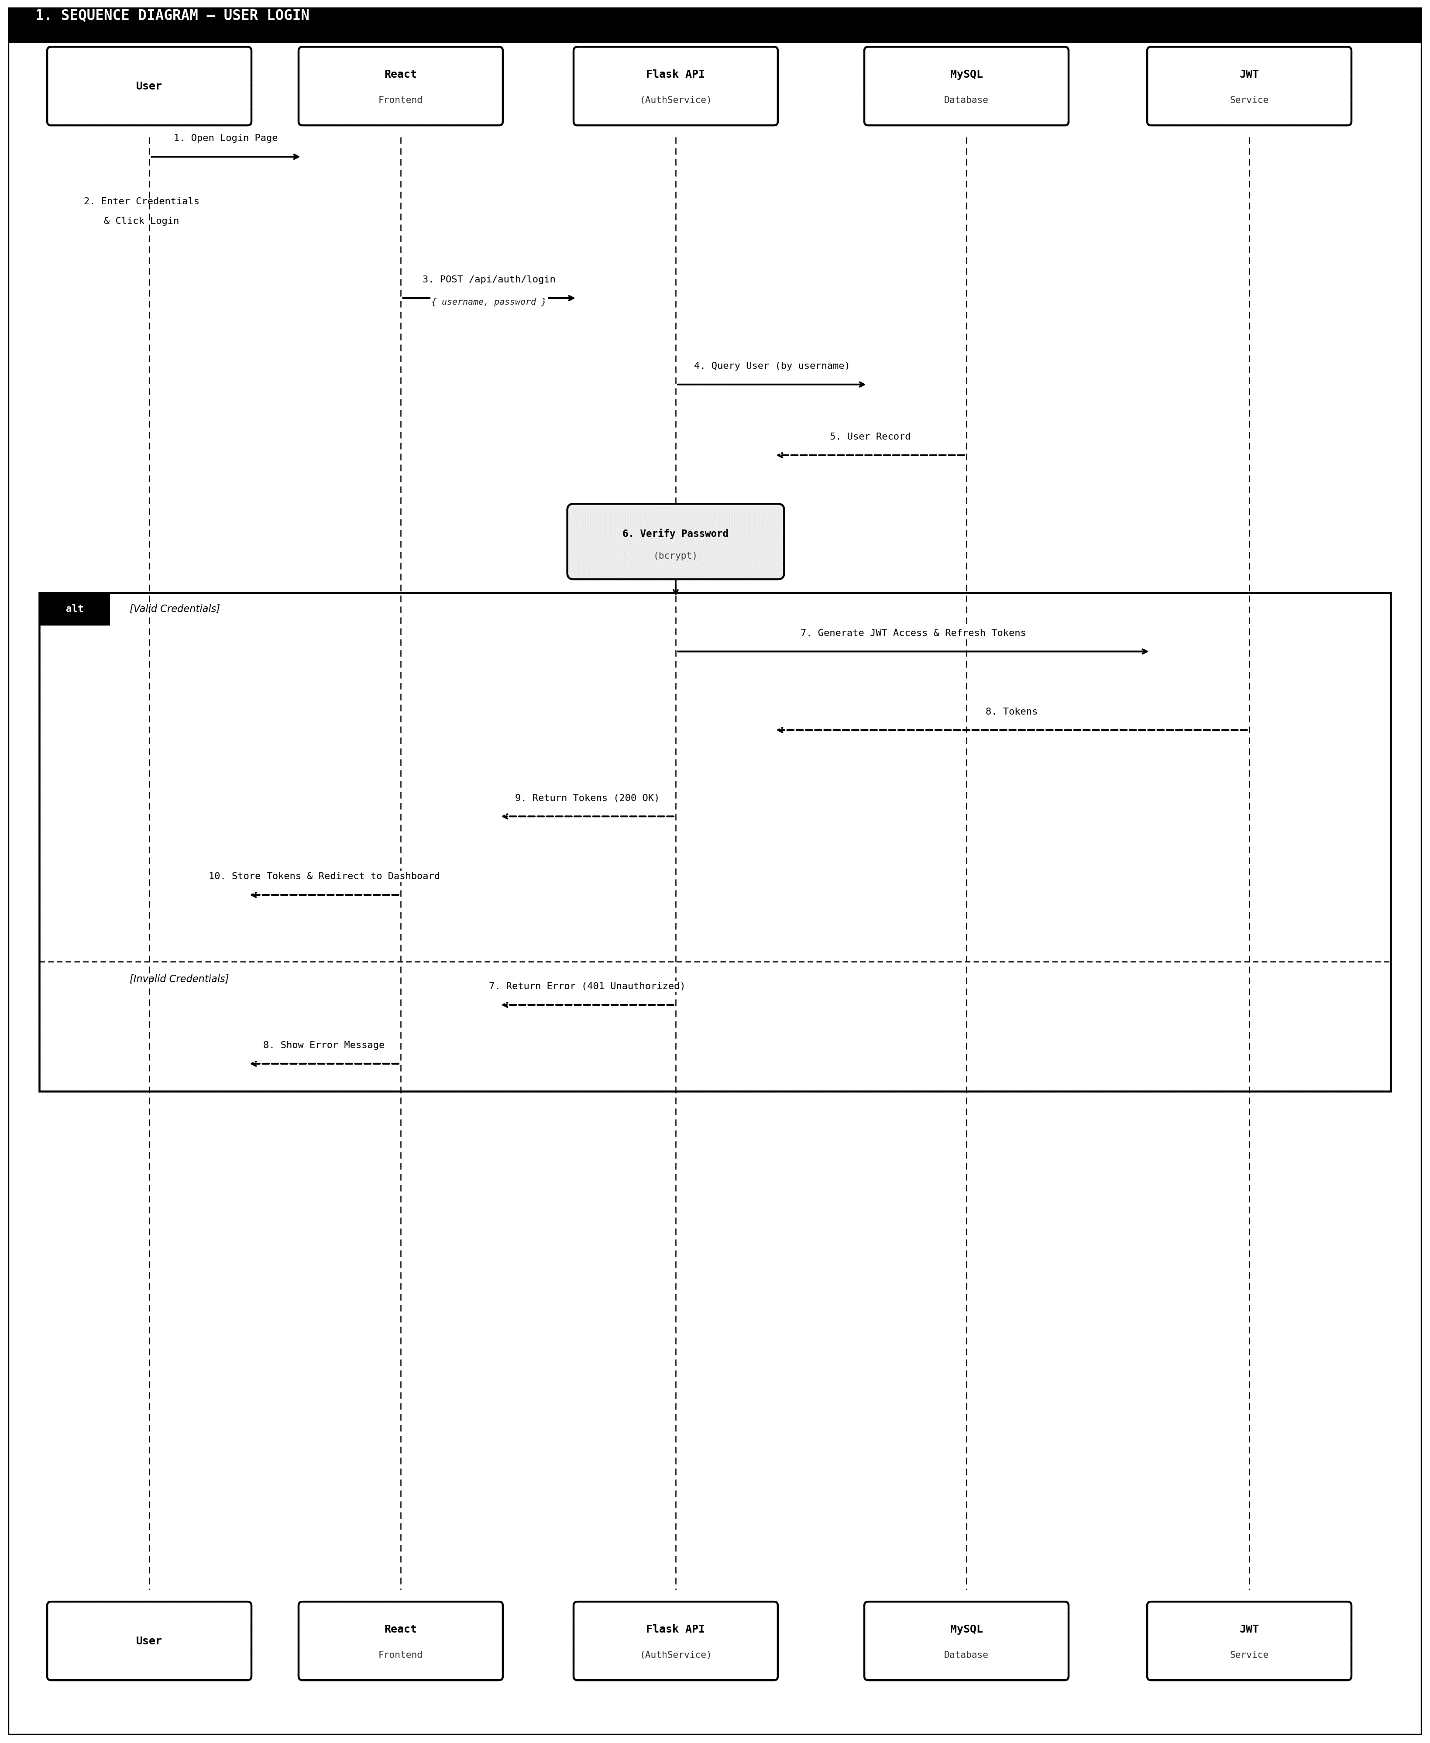 1. SEQUENCE DIAGRAM — USER LOGIN
User
React
Frontend
Flask API
(AuthService)
MySQL
Database
JWT
Service
1. Open Login Page
2. Enter Credentials
& Click Login
3. POST /api/auth/login
{ username, password }
4. Query User (by username)
5. User Record
6. Verify Password
(bcrypt)
alt
[Valid Credentials]
7. Generate JWT Access & Refresh Tokens
8. Tokens
9. Return Tokens (200 OK)
10. Store Tokens & Redirect to Dashboard
[Invalid Credentials]
7. Return Error (401 Unauthorized)
8. Show Error Message
User
React
Frontend
Flask API
(AuthService)
MySQL
Database
JWT
Service